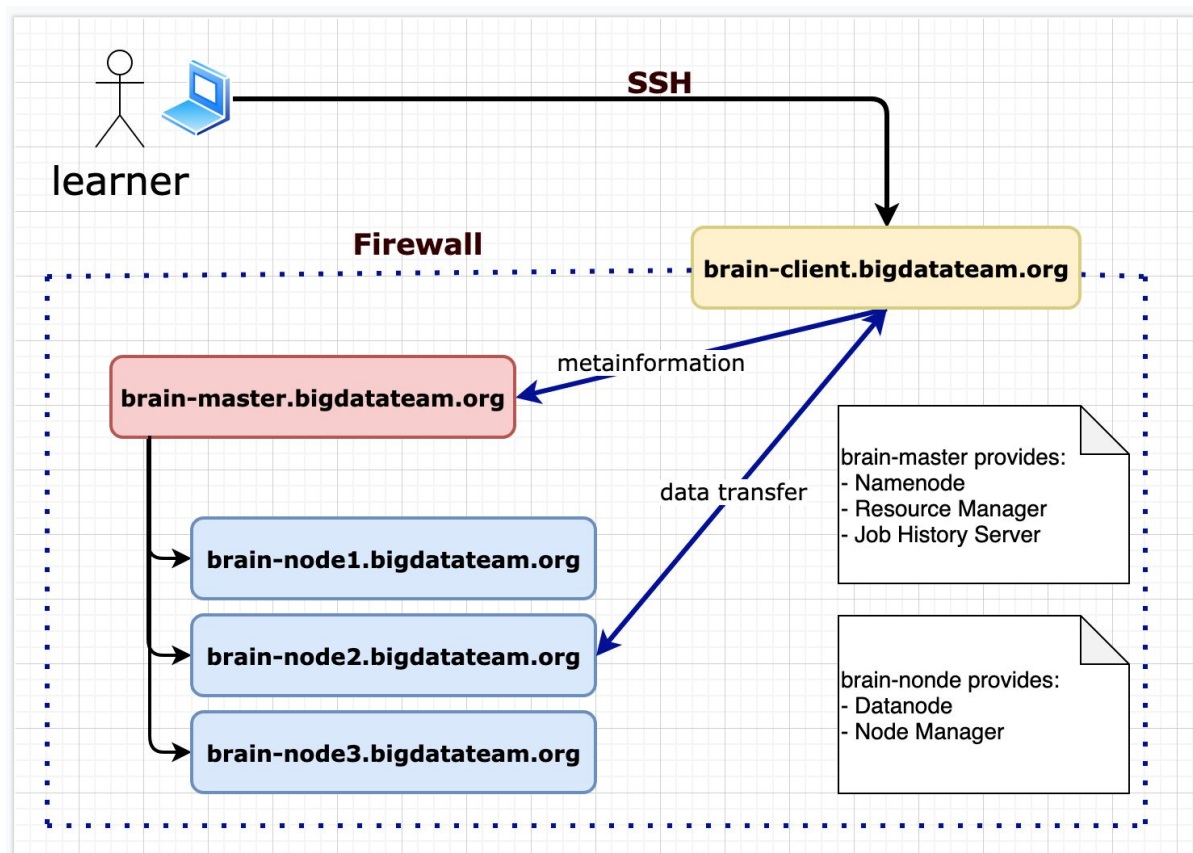 SSH
learner
Firewall
brain-client.bigdatateam.org
metainformation
brain-master.bigdatateam.org
data transfer
brain-master provides:
- Namenode
- Resource Manager
- Job History Server
brain-node1.bigdatateam.org
brain-node2.bigdatateam.org
brain-node3.bigdatateam.org
brain-nonde provides:
- Datanode
- Node Manager